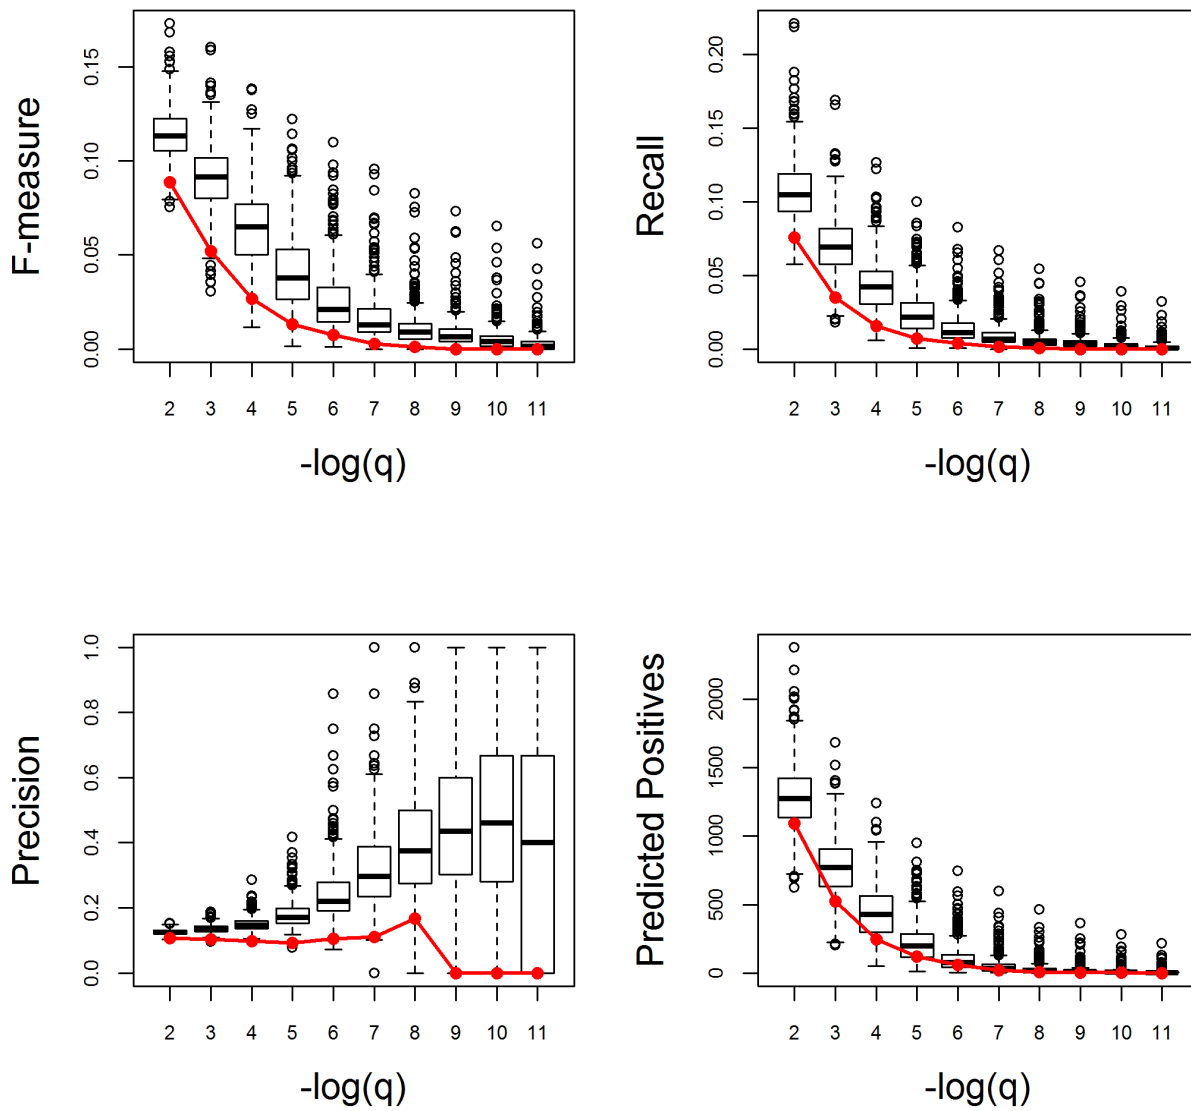 F-measure
0.00 0.05 0.10 0.15
2 3 4 5 6 7 8 9 10 11
-log(q)
Recall
0.00 0.05 0.10 0.15 0.20
2 3 4 5 6 7 8 9 10 11
-log(q)
Precision
0.0 0.2 0.4 0.6 0.8 1.0
2 3 4 5 6 7 8 9 10 11
-log(q)
Predicted Positives
0 500 1000 1500 2000
2 3 4 5 6 7 8 9 10 11
-log(q)